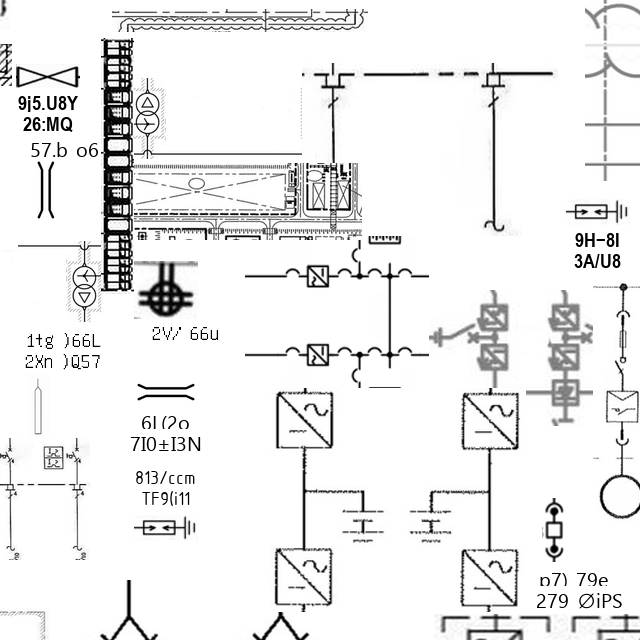 9j5.U8Y
26:MQ
57.b o6
9H-8I
3A/U8
2V/ 66u
1tg )66L
2Xn )Q57
6l (2o
7I0±I3N
813/ccm
TF9(i11
p7) 79e
279 ØiPS